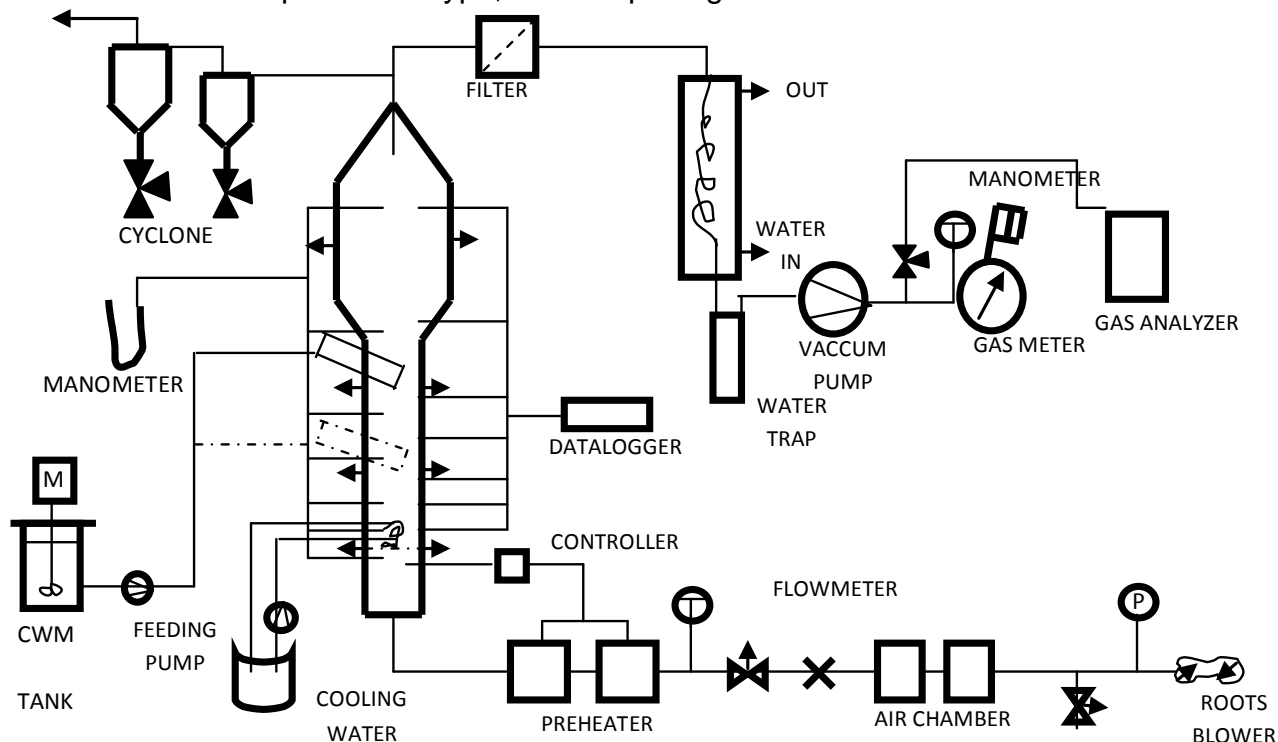 FILTER
OUT
CYCLONE
MANOMETER
WATER
IN
GAS ANALYZER
GAS METER
VACCUM
PUMP
MANOMETER
WATER
TRAP
DATALOGGER
M
CONTROLLER
FLOWMETER
P
CWM
TANK
FEEDING
PUMP
COOLING
WATER
PREHEATER
AIR CHAMBER
ROOTS
BLOWER